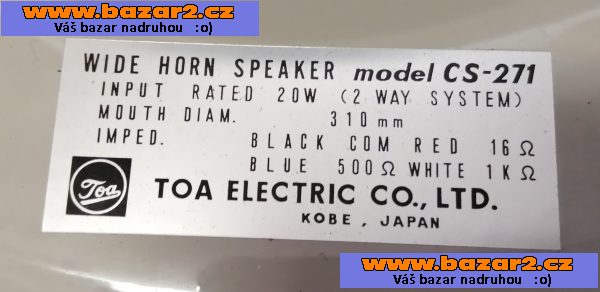 www.bazar2.cz
Váš bazar nadruhou :o)
WIDE HORN SPEAKER model CS-271
INPUT RATED 20W (2 WAY SYSTEM)
MOUTH DIAM. 310mm
IMPED. BLACK COM RED 16Ω
BLUE 500Ω WHITE 1KΩ
Toa TOA ELECTRIC CO., LTD.
KOBE, JAPAN
www.bazar2.cz
Váš bazar nadruhou :o)